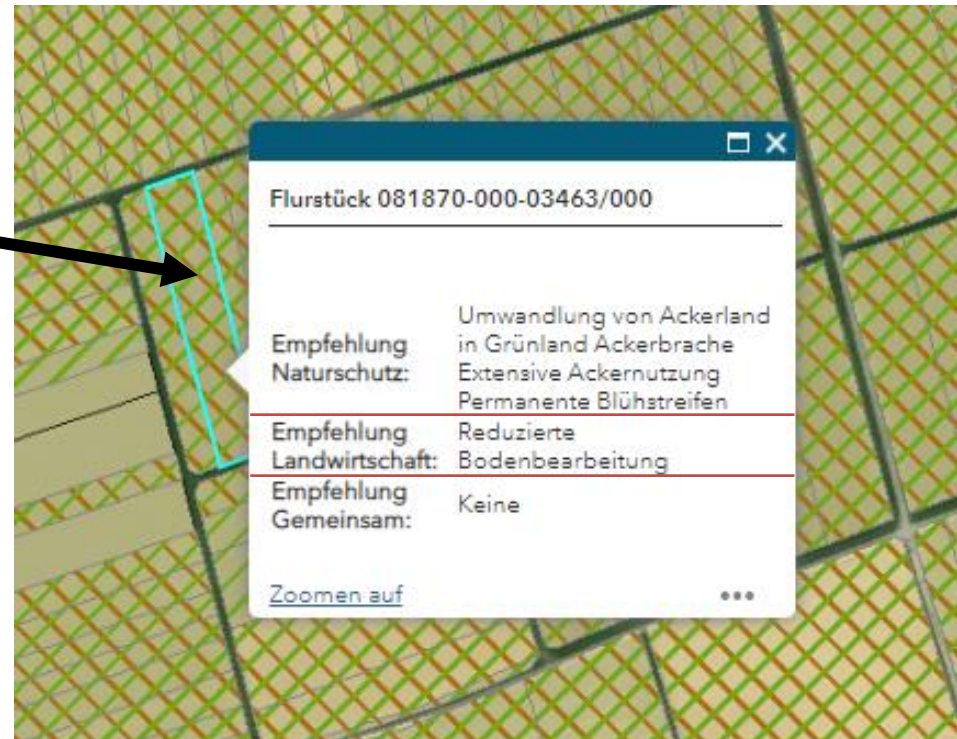 Flurstück 081870-000-03463/000
Empfehlung Naturschutz:
Umwandlung von Ackerland
in Grünland Ackerbrache
Extensive Ackernutzung
Permanente Blühstreifen
Empfehlung Landwirtschaft:
Reduzierte
Bodenbearbeitung
Empfehlung Gemeinsam:
Keine
Zoomen auf